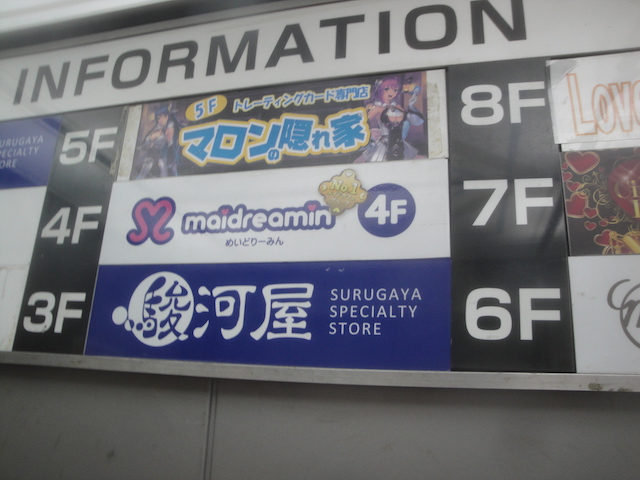 INFORMATION
SURUGAYA
SPECIALTY
STORE
5F
5F トレーディングカード専門店
マロンの隠れ家
8F
LOVE
4F
maidreamin
めいどりーみん
No.1
4F
7F
3F
駿河屋
SURUGAYA
SPECIALTY
STORE
6F